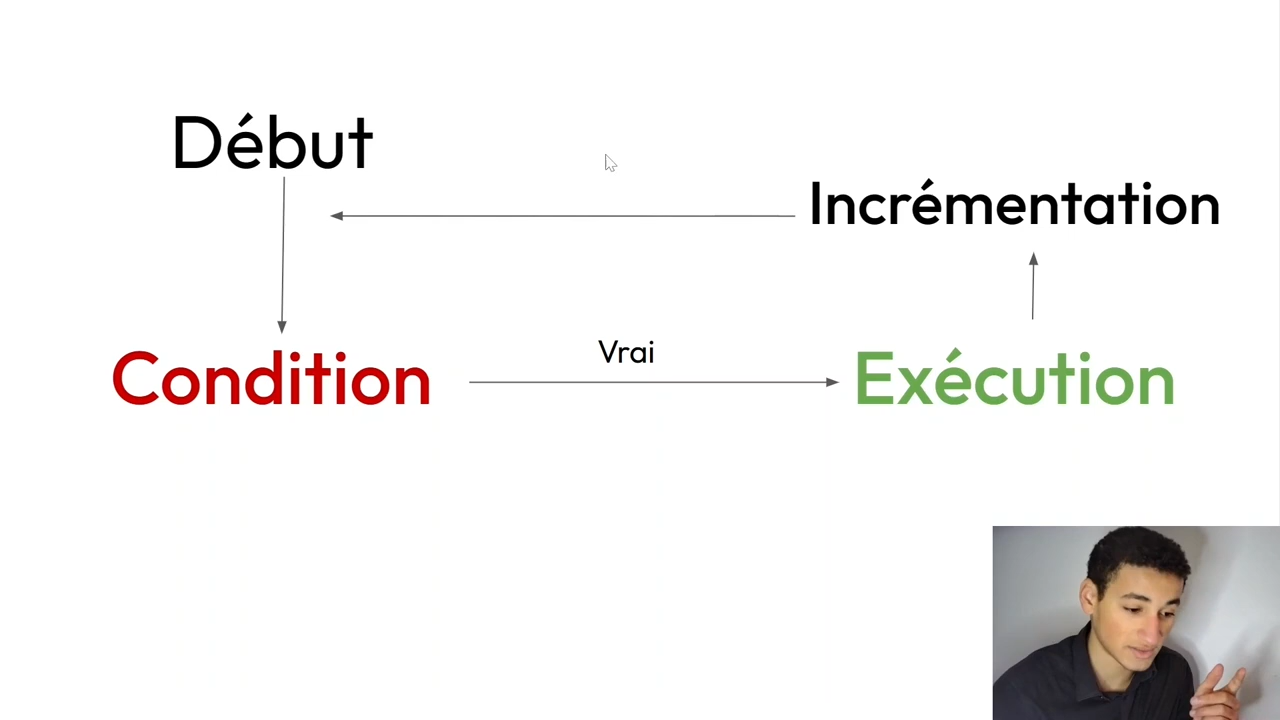 Début
Incrémentation
Vrai
Condition
Exécution